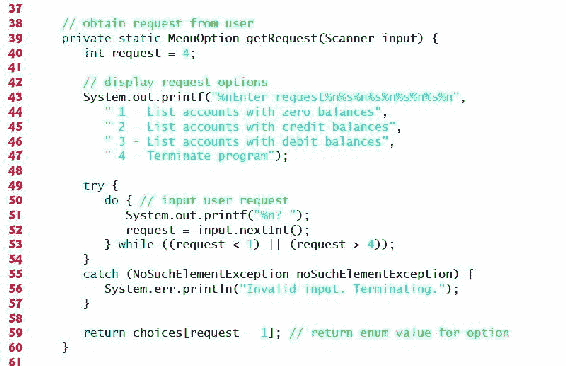 37
38 // obtain request from user
39 private static MenuOption getRequest(Scanner input) {
40 int request = 4;
41
42 // display request options
43 System.out.printf("%nEnter request%n%s%n%s%n%s%n%s%n",
44 " 1 - List accounts with zero balances",
45 " 2 - List accounts with credit balances",
46 " 3 - List accounts with debit balances",
47 " 4 - Terminate program");
48
49 try {
50 do { // input user request
51 System.out.printf("%n? ");
52 request = input.nextInt();
53 } while ((request < 1) || (request > 4));
54 }
55 catch (NoSuchElementException noSuchElementException) {
56 System.err.println("Invalid input. Terminating.");
57 }
58
59 return choices[request - 1]; // return enum value for option
60 }
61